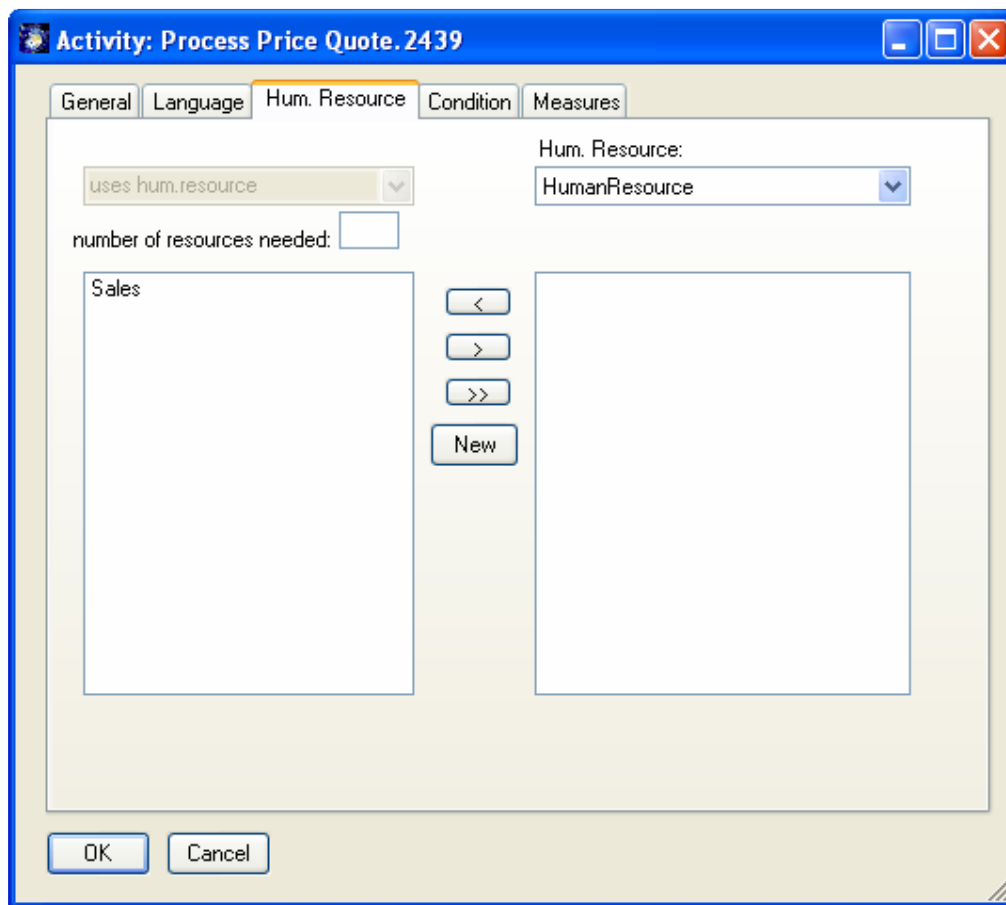 Activity: Process Price Quote.2439
General Language Hum. Resource Condition Measures
Hum. Resource:
uses hum.resource HumanResource
number of resources needed:
Sales
<
>
>>
New
OK Cancel